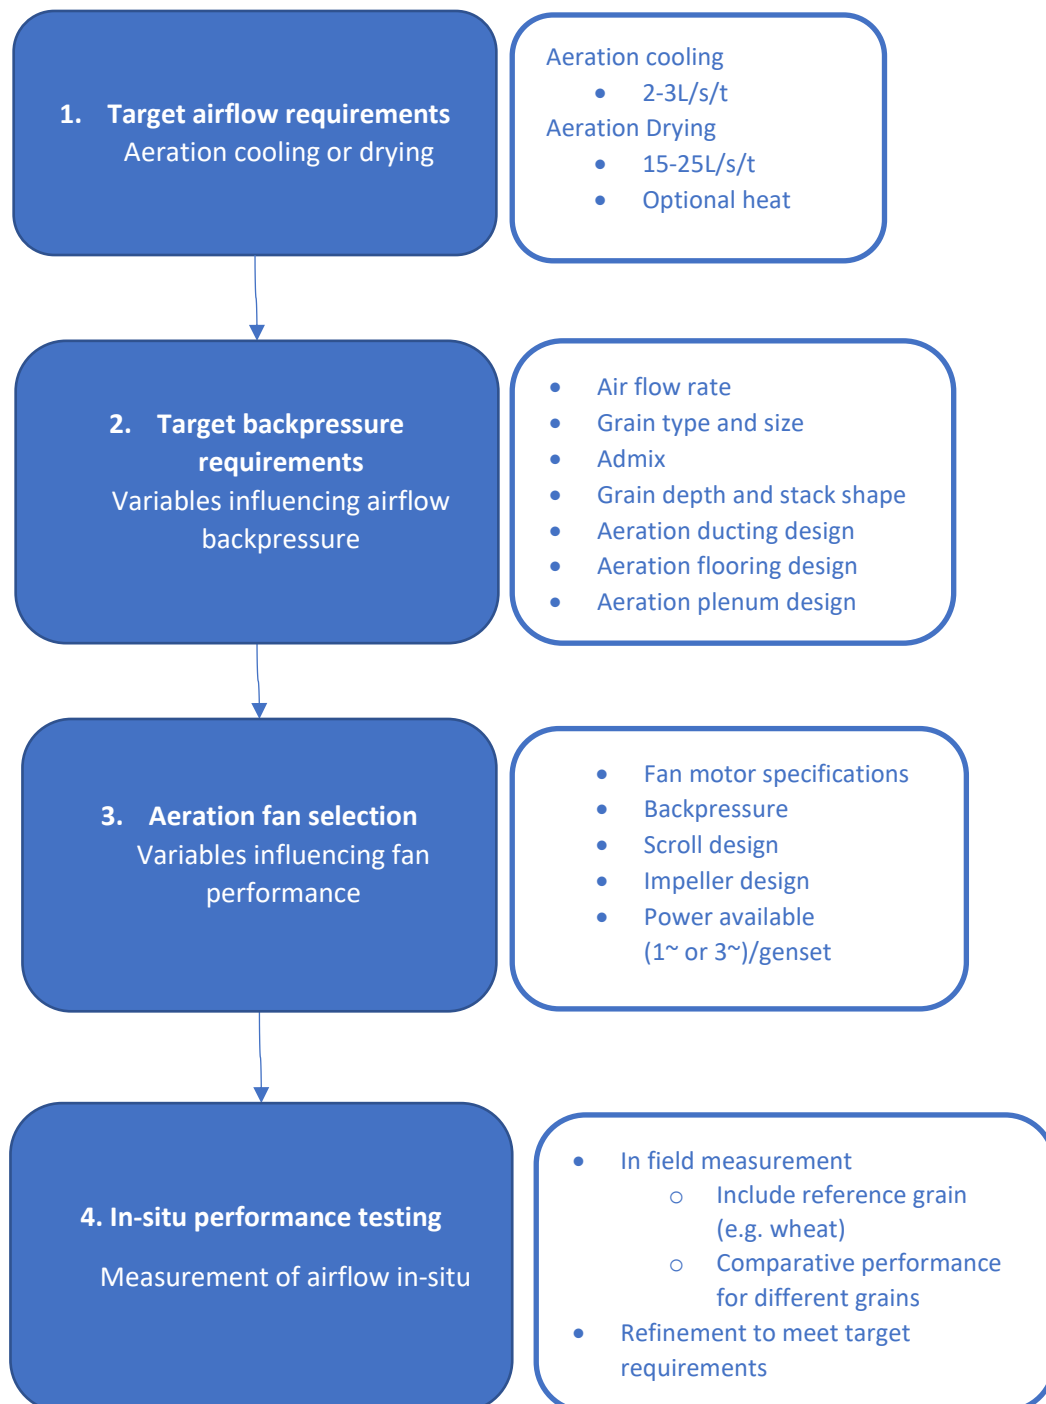 1. Target airflow requirements
Aeration cooling or drying
Aeration cooling
• 2-3L/s/t
Aeration Drying
• 15-25L/s/t
• Optional heat
2. Target backpressure
requirements
Variables influencing airflow
backpressure
• Air flow rate
• Grain type and size
• Admix
• Grain depth and stack shape
• Aeration ducting design
• Aeration flooring design
• Aeration plenum design
3. Aeration fan selection
Variables influencing fan
performance
• Fan motor specifications
• Backpressure
• Scroll design
• Impeller design
• Power available
(1~ or 3~)/genset
4. In-situ performance testing
Measurement of airflow in-situ
• In field measurement
o Include reference grain
(e.g. wheat)
o Comparative performance
for different grains
• Refinement to meet target
requirements